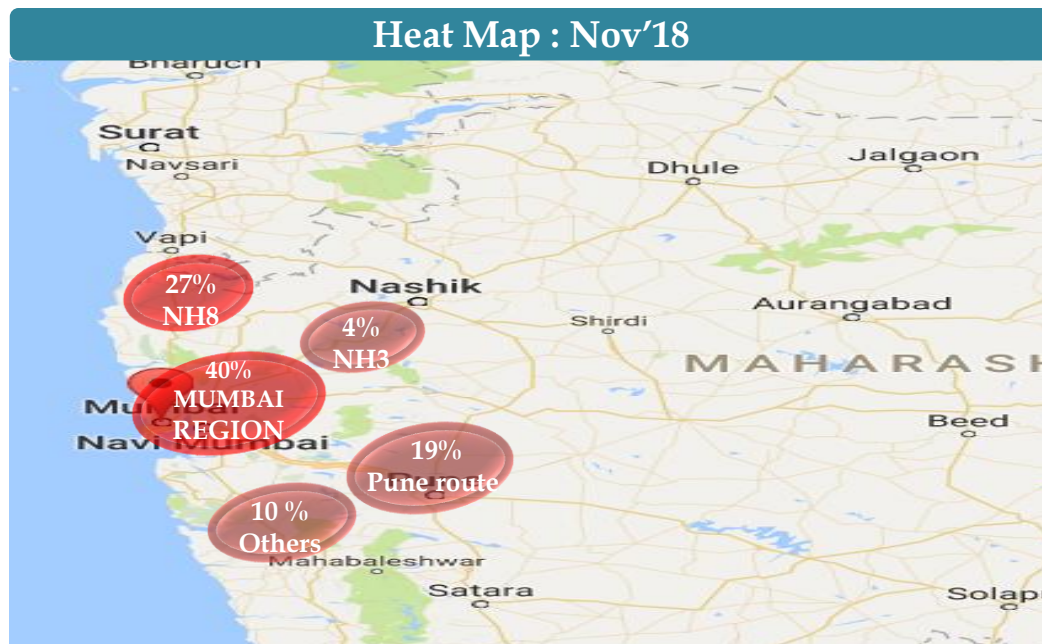 Heat Map : Nov’18
Bharuch
Surat
Navsari
Dhule
Jalgaon
Vapi
27%
NH8
Nashik
4%
NH3
Shirdi
Aurangabad
MAHARASH
40%
MUMBAI
REGION
Mumbai
Navi Mumbai
Beed
19%
Pune route
10 %
Others
Mahabaleshwar
Satara
Solap